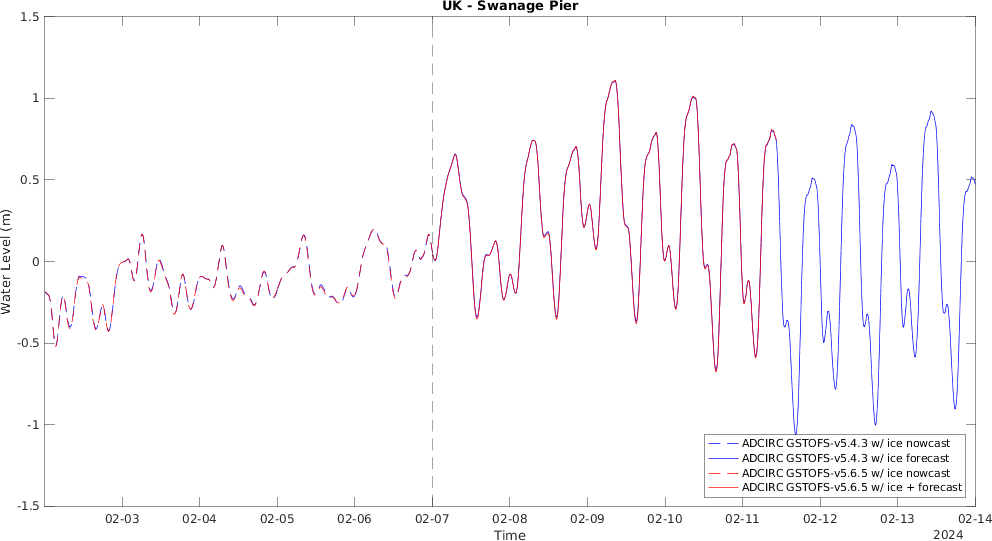 UK - Swanage Pier
1.5
1
0.5
0
-0.5
-1
-1.5
Water Level (m)
02-03 02-04 02-05 02-06 02-07 02-08 02-09 02-10 02-11 02-12 02-13 02-14
Time
2024
ADCIRC GSTOFS-v5.4.3 w/ ice nowcast
ADCIRC GSTOFS-v5.4.3 w/ ice forecast
ADCIRC GSTOFS-v5.6.5 w/ ice nowcast
ADCIRC GSTOFS-v5.6.5 w/ ice + forecast